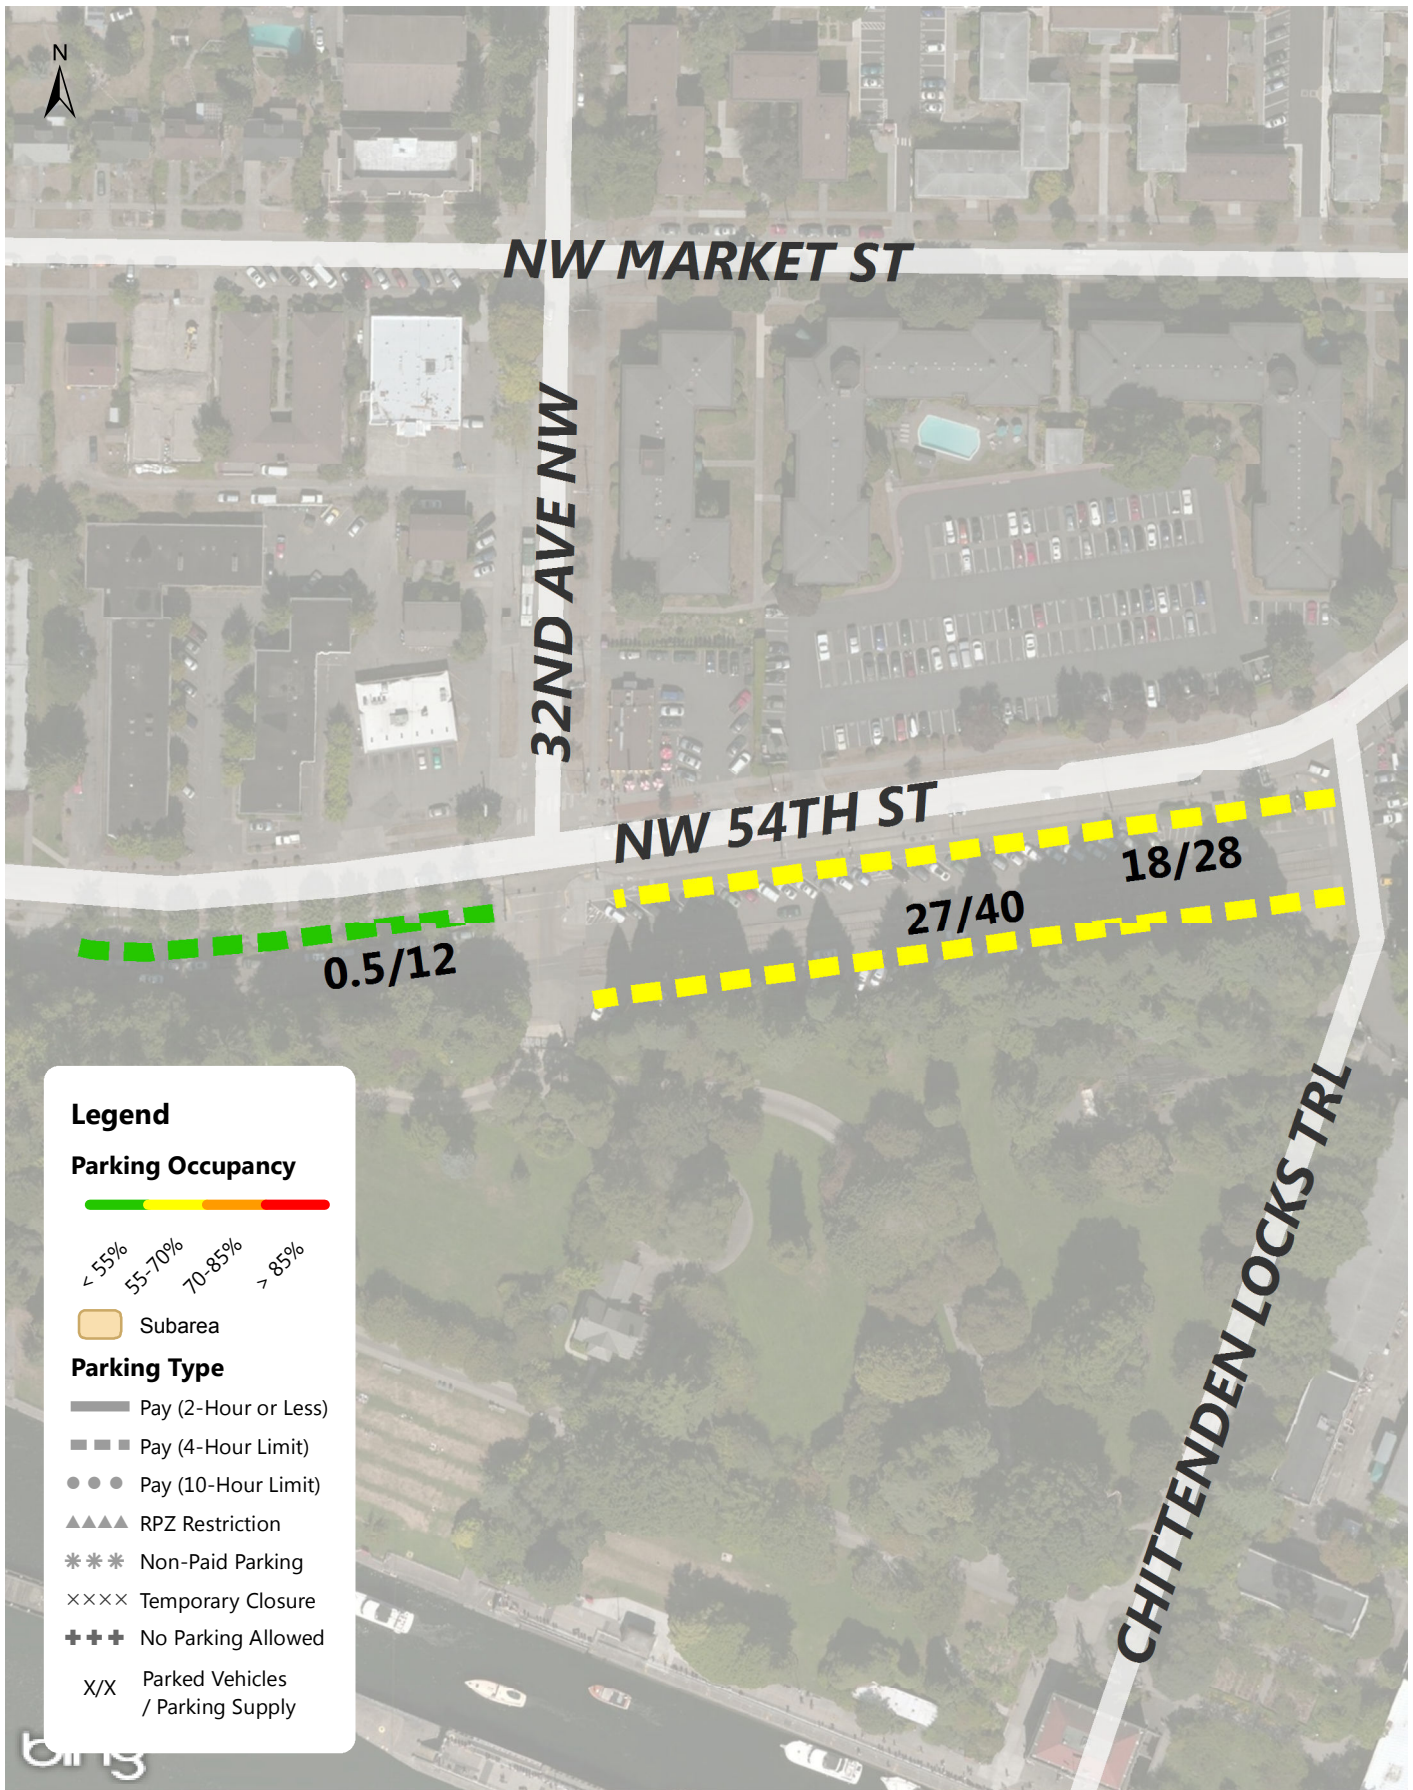 N
NW MARKET ST
32ND AVE NW
NW 54TH ST
18/28
27/40
0.5/12
CHITTENDEN LOCKS TRL
Legend
Parking Occupancy
< 55%
55-70%
70-85%
> 85%
Subarea
Parking Type
Pay (2-Hour or Less)
Pay (4-Hour Limit)
Pay (10-Hour Limit)
RPZ Restriction
Non-Paid Parking
Temporary Closure
No Parking Allowed
X/X Parked Vehicles
/ Parking Supply
bing